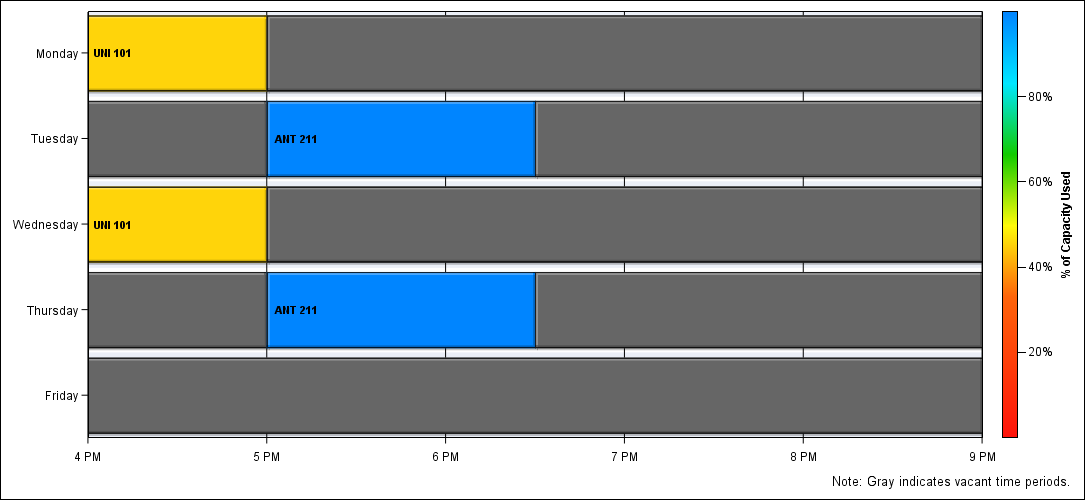 Monday
UNI 101
Tuesday
ANT 211
Wednesday
UNI 101
Thursday
ANT 211
Friday
4 PM 5 PM 6 PM 7 PM 8 PM 9 PM
80%
60%
40%
20%
% of Capacity Used
Note: Gray indicates vacant time periods.